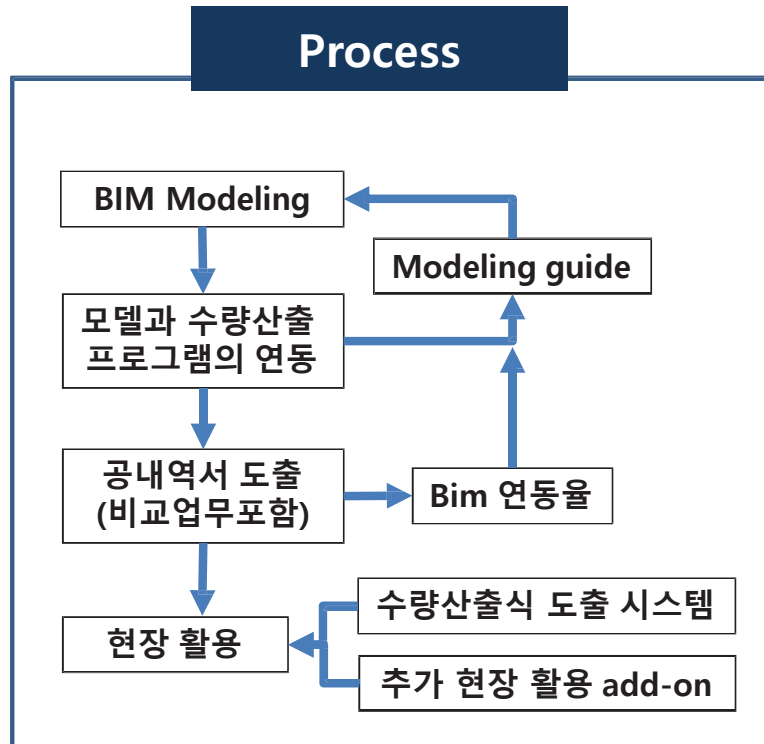 Process
BIM Modeling
Modeling guide
모델과 수량산출
프로그램의 연동
공내역서 도출
(비교업무포함)
Bim 연동율
수량산출식 도출 시스템
현장 활용
추가 현장 활용 add-on